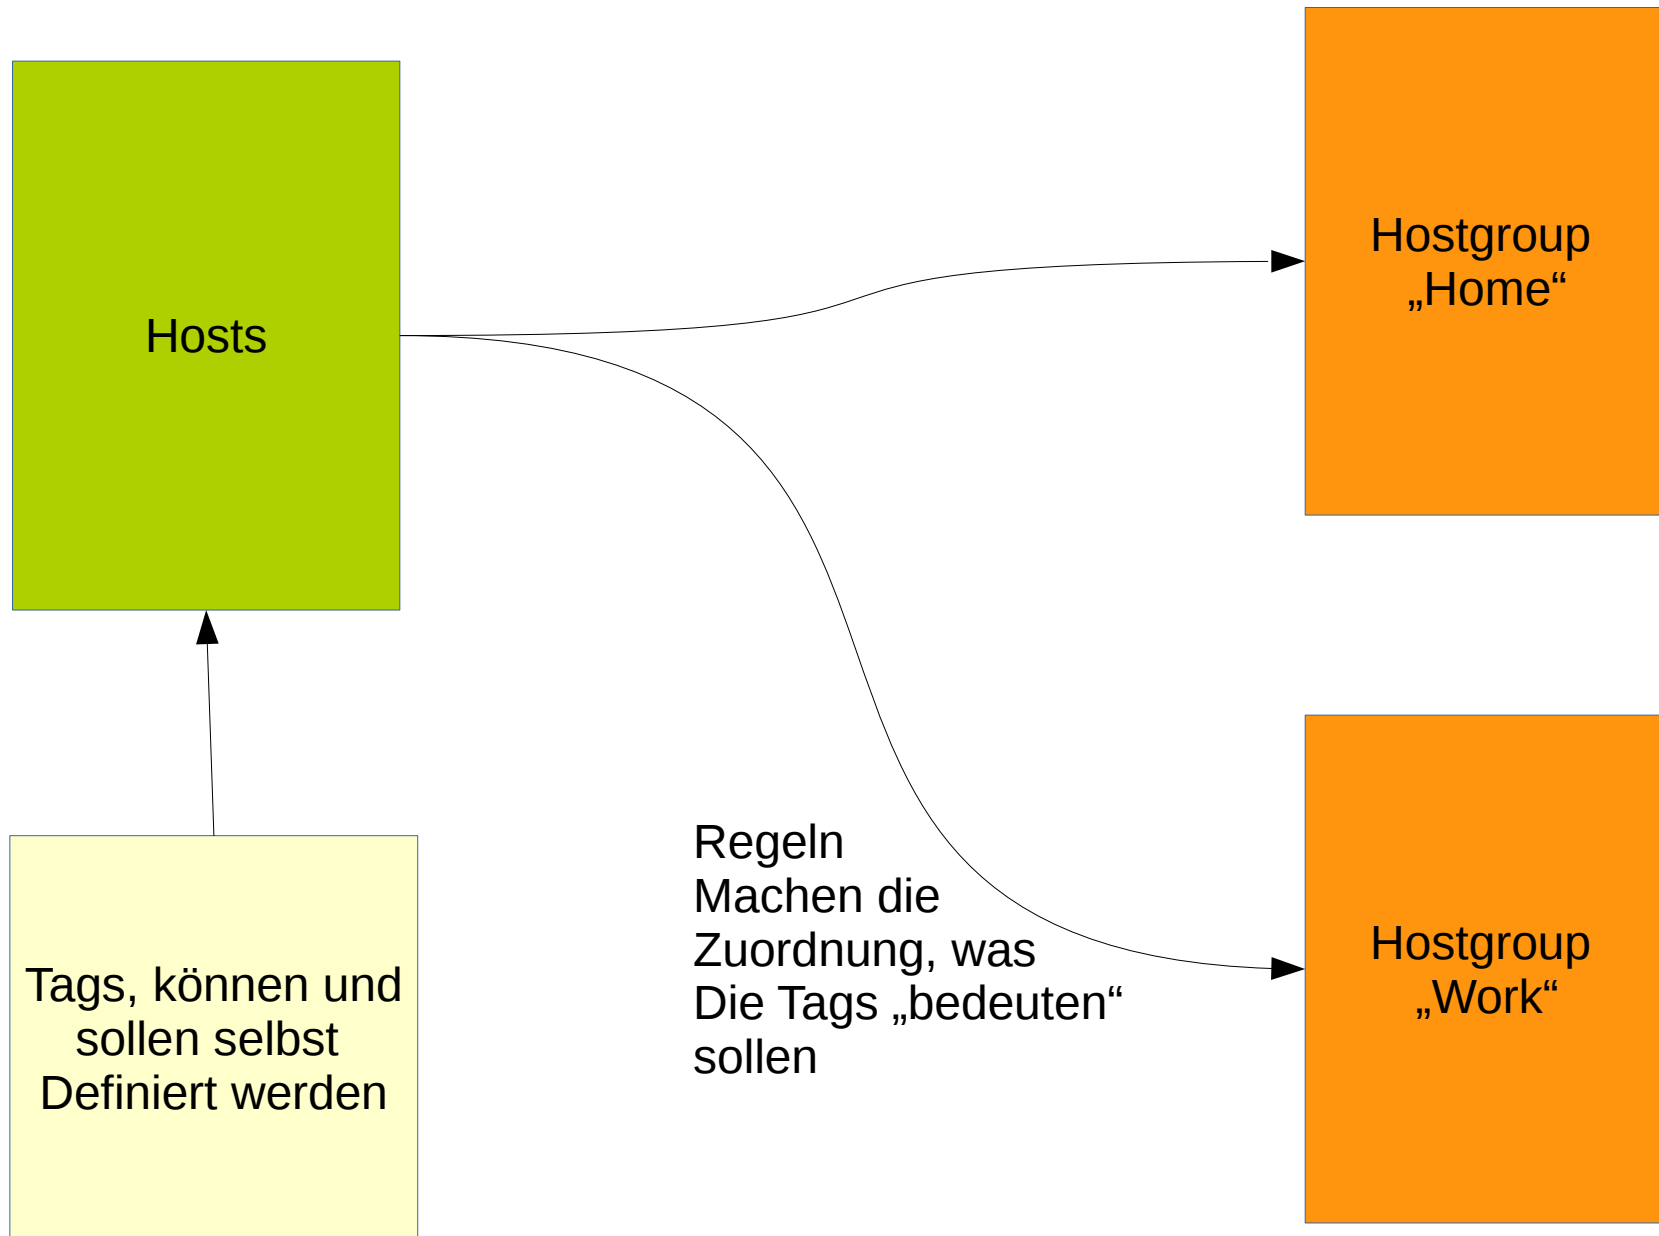 Hosts
Hostgroup
„Home“
Tags, können und
sollen selbst
Definiert werden
Regeln
Machen die
Zuordnung, was
Die Tags „bedeuten“
sollen
Hostgroup
„Work“